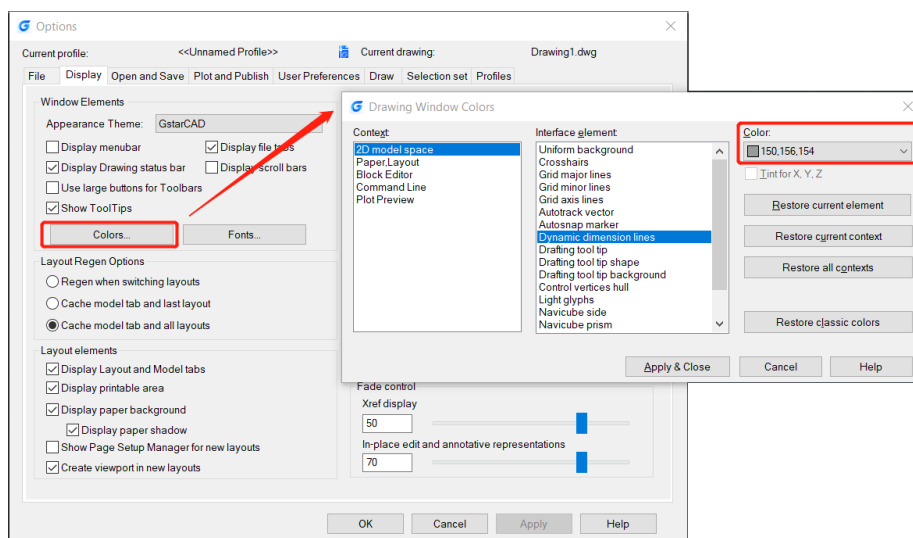 Options
Current profile: <<Unnamed Profile>> Current drawing: Drawing1.dwg
File Display Open and Save Plot and Publish User Preferences Draw Selection set Profiles
Window Elements
Appearance Theme: GstarCAD
Display menubar Display file tabs
Display Drawing status bar Display scroll bars
Use large buttons for Toolbars
Show ToolTips
Colors... Fonts...
Layout Regen Options
Regen when switching layouts
Cache model tab and last layout
Cache model tab and all layouts
Layout elements
Display Layout and Model tabs
Display printable area
Display paper background
Display paper shadow
Show Page Setup Manager for new layouts
Create viewport in new layouts
Fade control
Xref display
50
In-place edit and annotative representations
70
OK Cancel Apply Help
Drawing Window Colors
Context:
2D model space
Paper,Layout
Block Editor
Command Line
Plot Preview
Interface element:
Uniform background
Crosshairs
Grid major lines
Grid minor lines
Grid axis lines
Autotrack vector
Autosnap marker
Dynamic dimension lines
Drafting tool tip
Drafting tool tip shape
Drafting tool tip background
Control vertices hull
Light glyphs
Navicube side
Navicube prism
Color:
150,156,154
Tint for X, Y, Z
Restore current element
Restore current context
Restore all contexts
Restore classic colors
Apply & Close Cancel Help